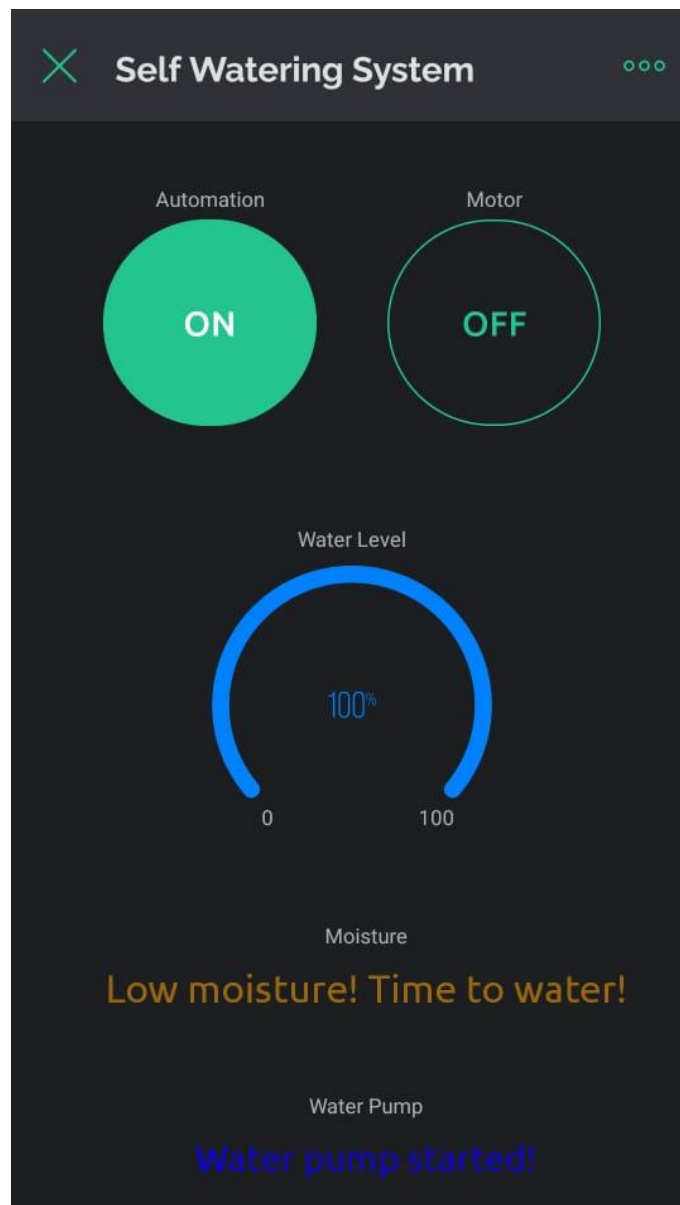 Self Watering System
Automation Motor
ON OFF
Water Level
100%
0 100
Moisture
Low moisture! Time to water!
Water Pump
Water pump started!